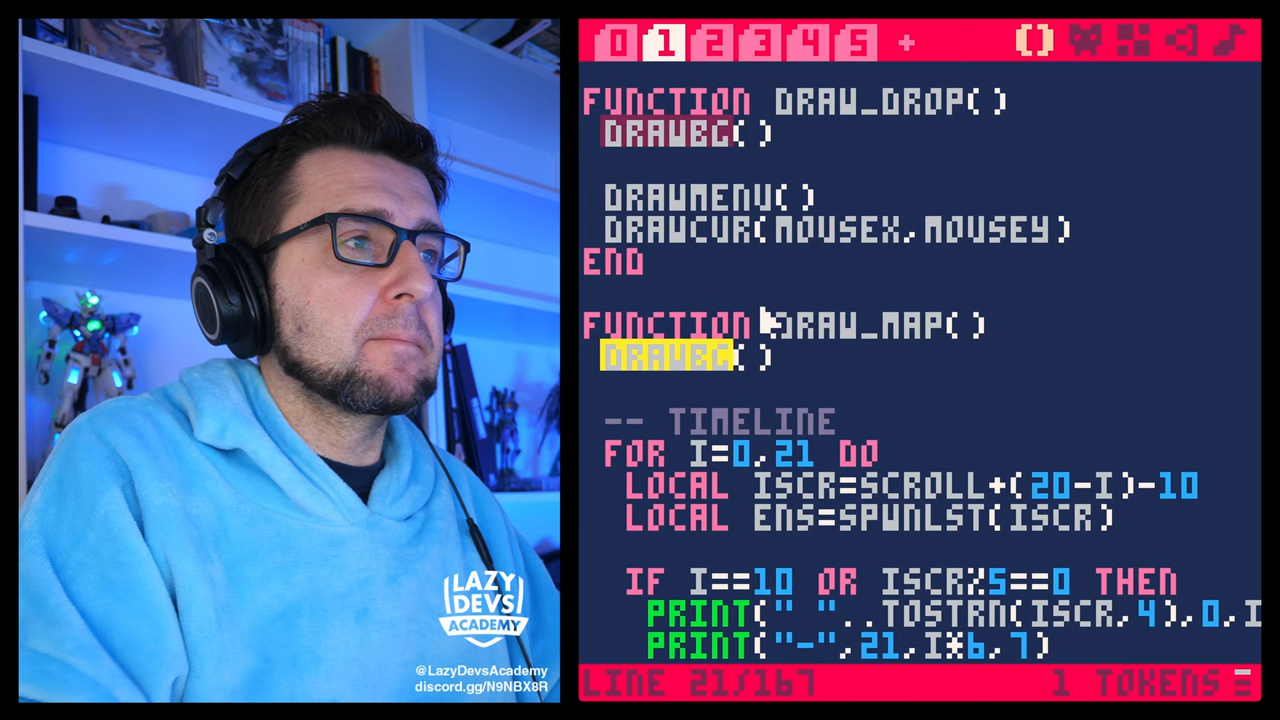 LAZY
DEVS
ACADEMY
@LazyDevsAcademy
discord.gg/N9NBX8R
0 1 2 3 4 5 +
FUNCTION DRAW_DROP()
DRAWBG()
DRAWMENU()
DRAWCUR(MOUSEX,MOUSEY)
END
FUNCTION DRAW_MAP()
DRAWBG()
-- TIMELINE
FOR I=0,21 DO
LOCAL ISCR=SCROLL+(20-I)-10
LOCAL ENS=SPWNLST(ISCR)
IF I==10 OR ISCR%5==0 THEN
PRINT(" "..TOSTRN(ISCR,4),0,I
PRINT("-",21,I*6,7)
LINE 21/167 1 TOKENS